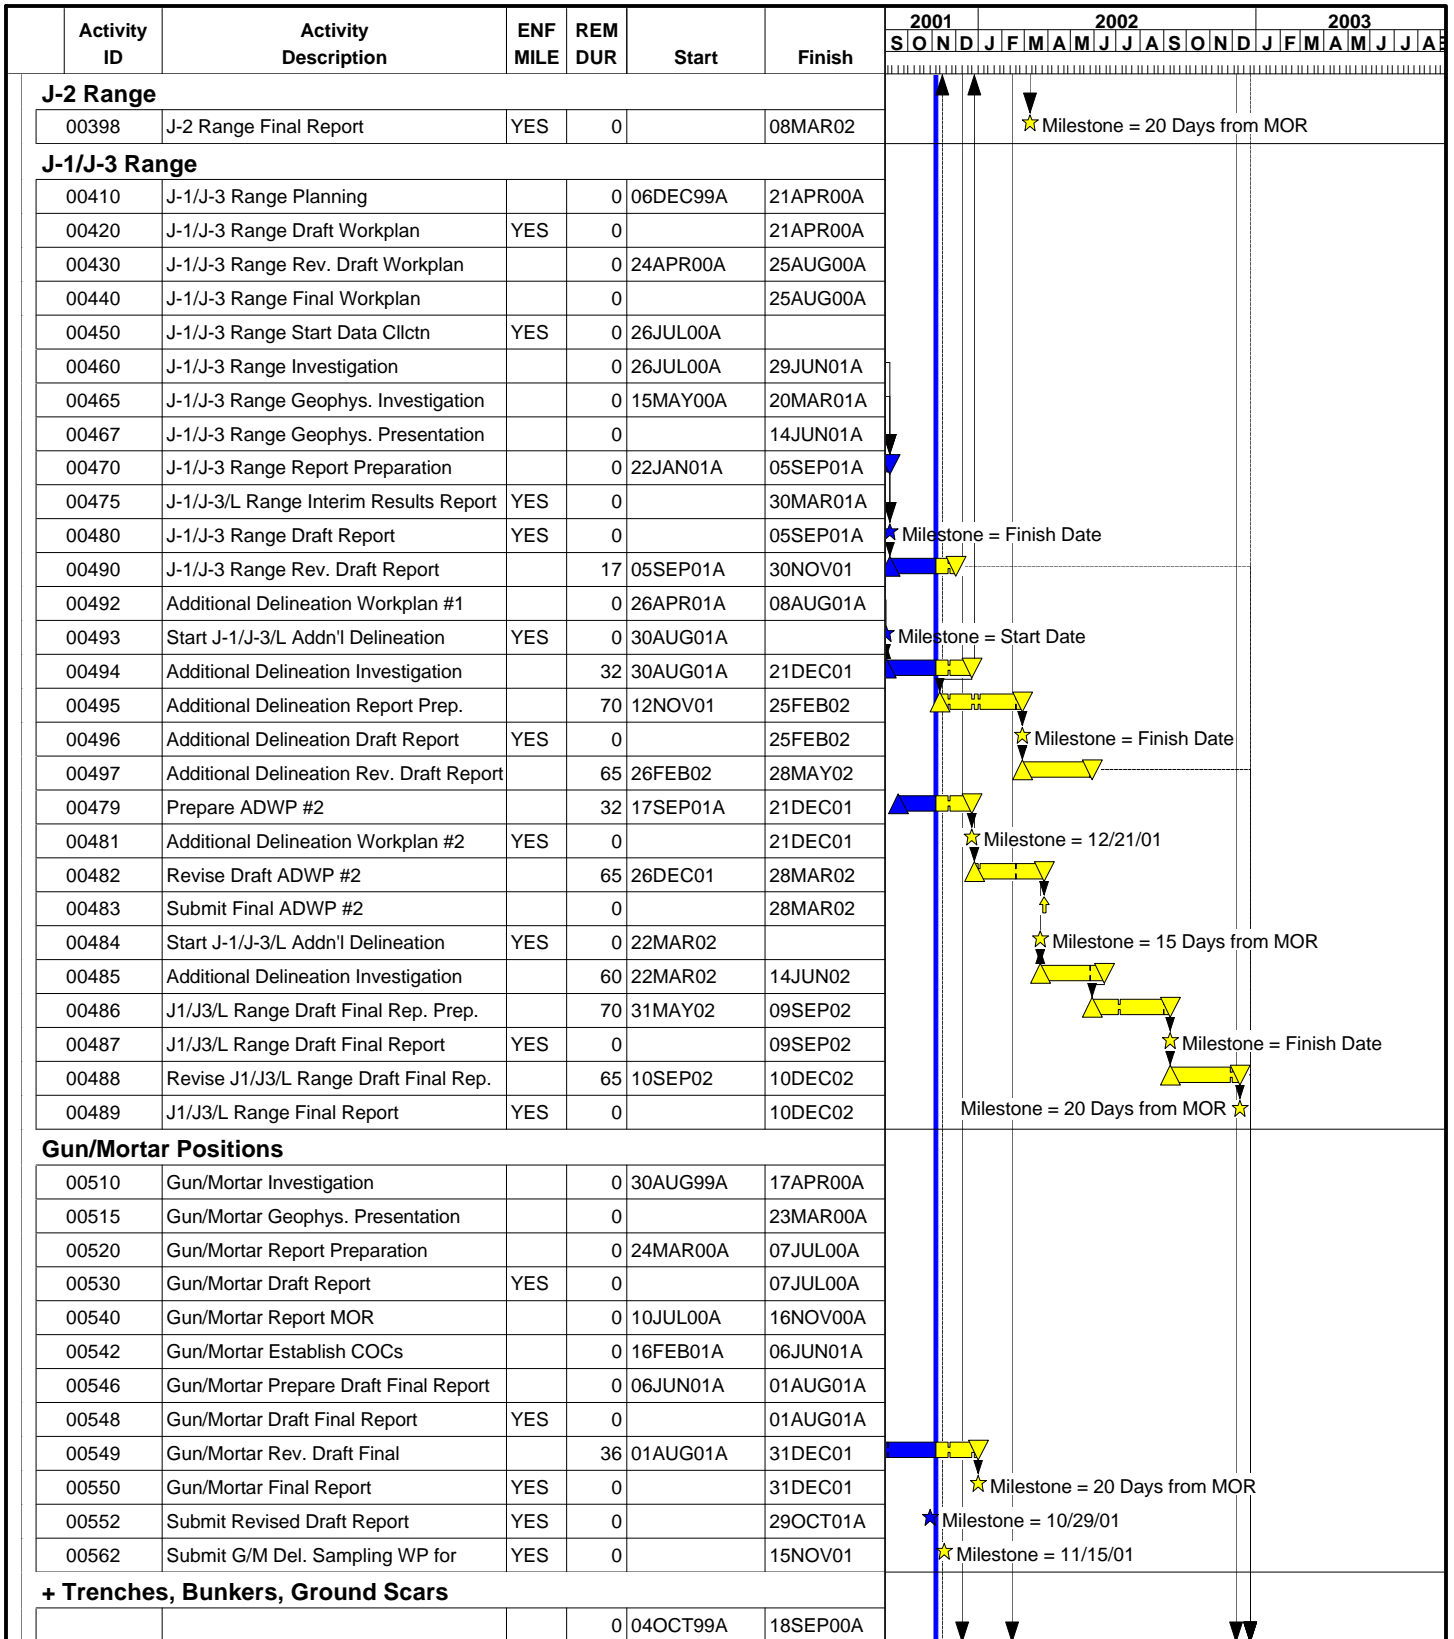 Activity ID Activity Description ENF MILE REM DUR Start Finish 2001 2002 2003
S O N D J F M A M J J A S O N D J F M A M J J A
J-2 Range
00398 J-2 Range Final Report YES 0 08MAR02 Milestone = 20 Days from MOR
J-1/J-3 Range
00410 J-1/J-3 Range Planning 0 06DEC99A 21APR00A
00420 J-1/J-3 Range Draft Workplan YES 0 21APR00A
00430 J-1/J-3 Range Rev. Draft Workplan 0 24APR00A 25AUG00A
00440 J-1/J-3 Range Final Workplan 0 25AUG00A
00450 J-1/J-3 Range Start Data Cllctn YES 0 26JUL00A
00460 J-1/J-3 Range Investigation 0 26JUL00A 29JUN01A
00465 J-1/J-3 Range Geophys. Investigation 0 15MAY00A 20MAR01A
00467 J-1/J-3 Range Geophys. Presentation 0 14JUN01A
00470 J-1/J-3 Range Report Preparation 0 22JAN01A 05SEP01A
00475 J-1/J-3/L Range Interim Results Report YES 0 30MAR01A
00480 J-1/J-3 Range Draft Report YES 0 05SEP01A Milestone = Finish Date
00490 J-1/J-3 Range Rev. Draft Report 17 05SEP01A 30NOV01
00492 Additional Delineation Workplan #1 0 26APR01A 08AUG01A
00493 Start J-1/J-3/L Addn'l Delineation YES 0 30AUG01A Milestone = Start Date
00494 Additional Delineation Investigation 32 30AUG01A 21DEC01
00495 Additional Delineation Report Prep. 70 12NOV01 25FEB02
00496 Additional Delineation Draft Report YES 0 25FEB02 Milestone = Finish Date
00497 Additional Delineation Rev. Draft Report 65 26FEB02 28MAY02
00479 Prepare ADWP #2 32 17SEP01A 21DEC01
00481 Additional Delineation Workplan #2 YES 0 21DEC01 Milestone = 12/21/01
00482 Revise Draft ADWP #2 65 26DEC01 28MAR02
00483 Submit Final ADWP #2 0 28MAR02
00484 Start J-1/J-3/L Addn'l Delineation YES 0 22MAR02 Milestone = 15 Days from MOR
00485 Additional Delineation Investigation 60 22MAR02 14JUN02
00486 J1/J3/L Range Draft Final Rep. Prep. 70 31MAY02 09SEP02
00487 J1/J3/L Range Draft Final Report YES 0 09SEP02 Milestone = Finish Date
00488 Revise J1/J3/L Range Draft Final Rep. 65 10SEP02 10DEC02
00489 J1/J3/L Range Final Report YES 0 10DEC02 Milestone = 20 Days from MOR
Gun/Mortar Positions
00510 Gun/Mortar Investigation 0 30AUG99A 17APR00A
00515 Gun/Mortar Geophys. Presentation 0 23MAR00A
00520 Gun/Mortar Report Preparation 0 24MAR00A 07JUL00A
00530 Gun/Mortar Draft Report YES 0 07JUL00A
00540 Gun/Mortar Report MOR 0 10JUL00A 16NOV00A
00542 Gun/Mortar Establish COCs 0 16FEB01A 06JUN01A
00546 Gun/Mortar Prepare Draft Final Report 0 06JUN01A 01AUG01A
00548 Gun/Mortar Draft Final Report YES 0 01AUG01A
00549 Gun/Mortar Rev. Draft Final 36 01AUG01A 31DEC01
00550 Gun/Mortar Final Report YES 0 31DEC01 Milestone = 20 Days from MOR
00552 Submit Revised Draft Report YES 0 29OCT01A Milestone = 10/29/01
00562 Submit G/M Del. Sampling WP for YES 0 15NOV01 Milestone = 11/15/01
+ Trenches, Bunkers, Ground Scars
0 04OCT99A 18SEP00A